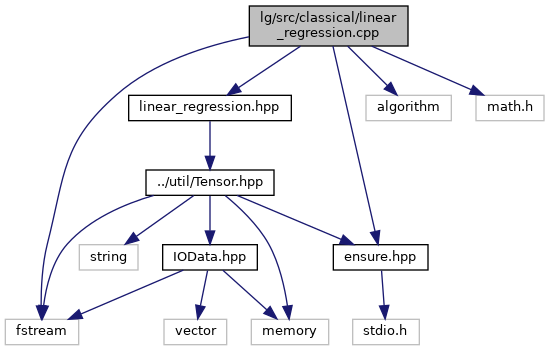 lg/src/classical/linear
_regression.cpp
linear_regression.hpp
algorithm
math.h
../util/Tensor.hpp
string
IOData.hpp
ensure.hpp
fstream
vector
memory
stdio.h